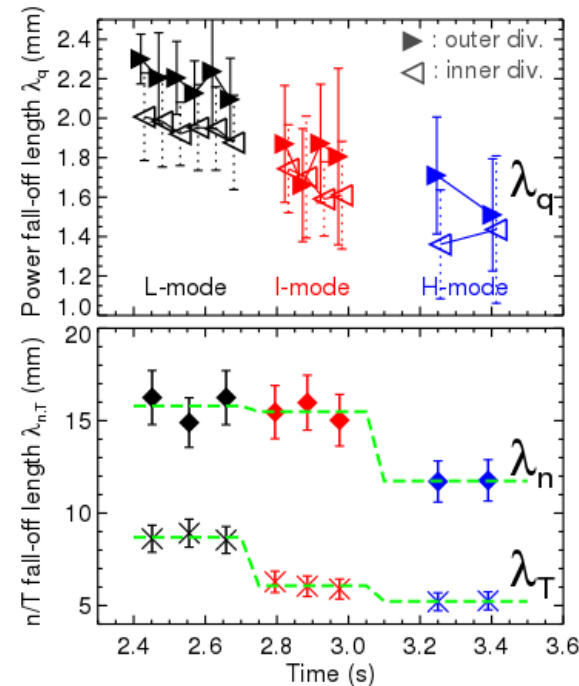 Power fall-off length λq (mm)
2.4
2.2
2.0
1.8
1.6
1.4
1.2
1.0
: outer div.
: inner div.
λq
L-mode
I-mode
H-mode
n/T fall-off length λn,T (mm)
20
15
10
5
λn
λT
2.4 2.6 2.8 3.0 3.2 3.4 3.6
Time (s)